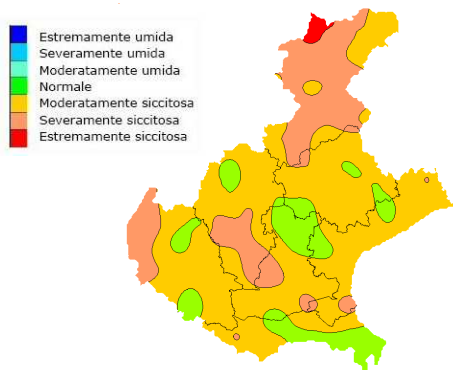 Estremamente umida
Severamente umida
Moderatamente umida
Normale
Moderatamente siccitosa
Severamente siccitosa
Estremamente siccitosa